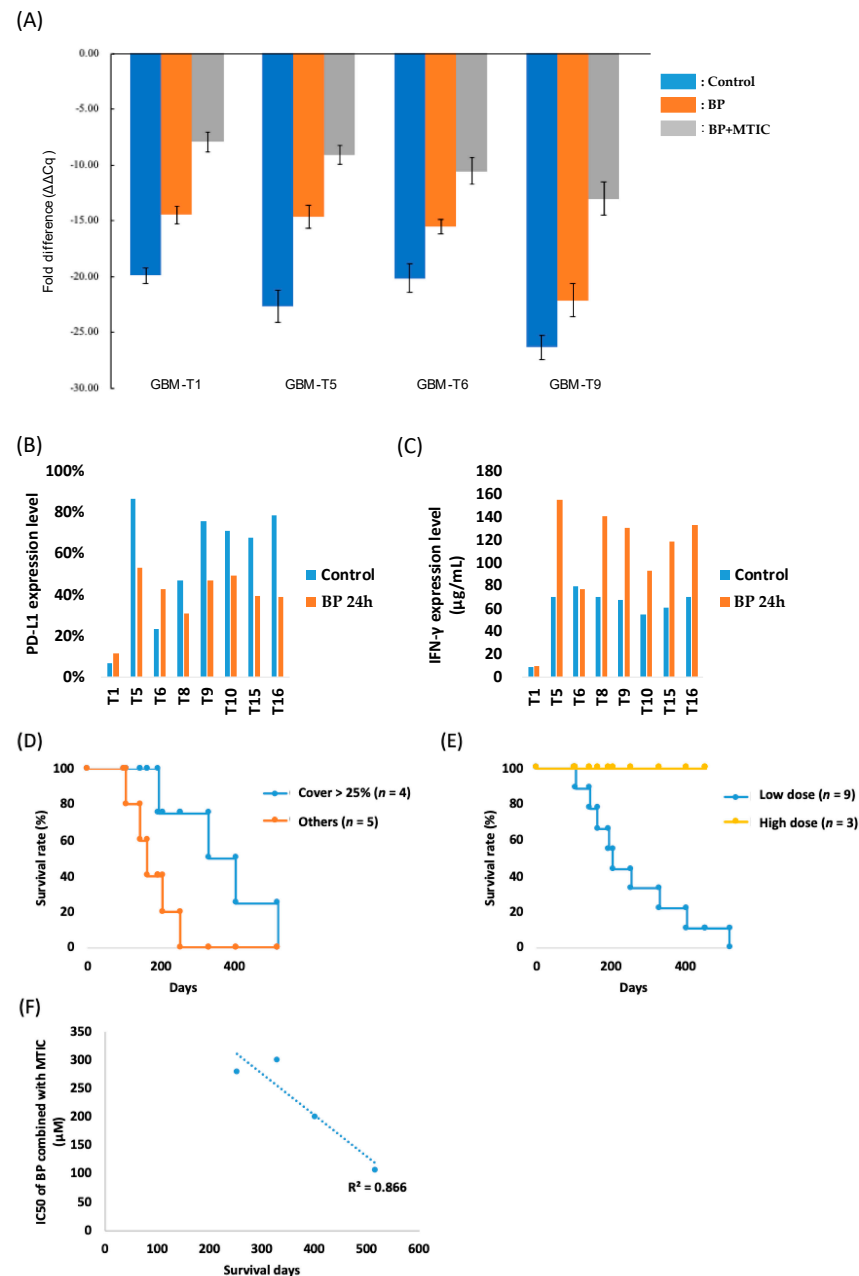 (A)
0.00
-5.00
-10.00
-15.00
-20.00
-25.00
-30.00
Fold difference (ΔΔCq)
: Control
: BP
: BP+MTIC
GBM-T1 GBM-T5 GBM-T6 GBM-T9
(B)
100%
80%
60%
40%
20%
0%
PD-L1 expression level
Control
BP 24h
T1 T5 T6 T8 T9 T10 T15 T16
(C)
180
160
140
120
100
80
60
40
20
0
IFN-γ expression level
(μg/mL)
Control
BP 24h
T1 T5 T6 T8 T9 T10 T15 T16
(D)
100
80
60
40
20
0
Survival rate (%)
Cover > 25% (n = 4)
Others (n = 5)
0 200 400
Days
(E)
100
80
60
40
20
0
Survival rate (%)
Low dose (n = 9)
High dose (n = 3)
0 200 400
Days
(F)
350
300
250
200
150
100
50
0
IC50 of BP combined with MTIC
(μM)
R² = 0.866
0 100 200 300 400 500 600
Survival days